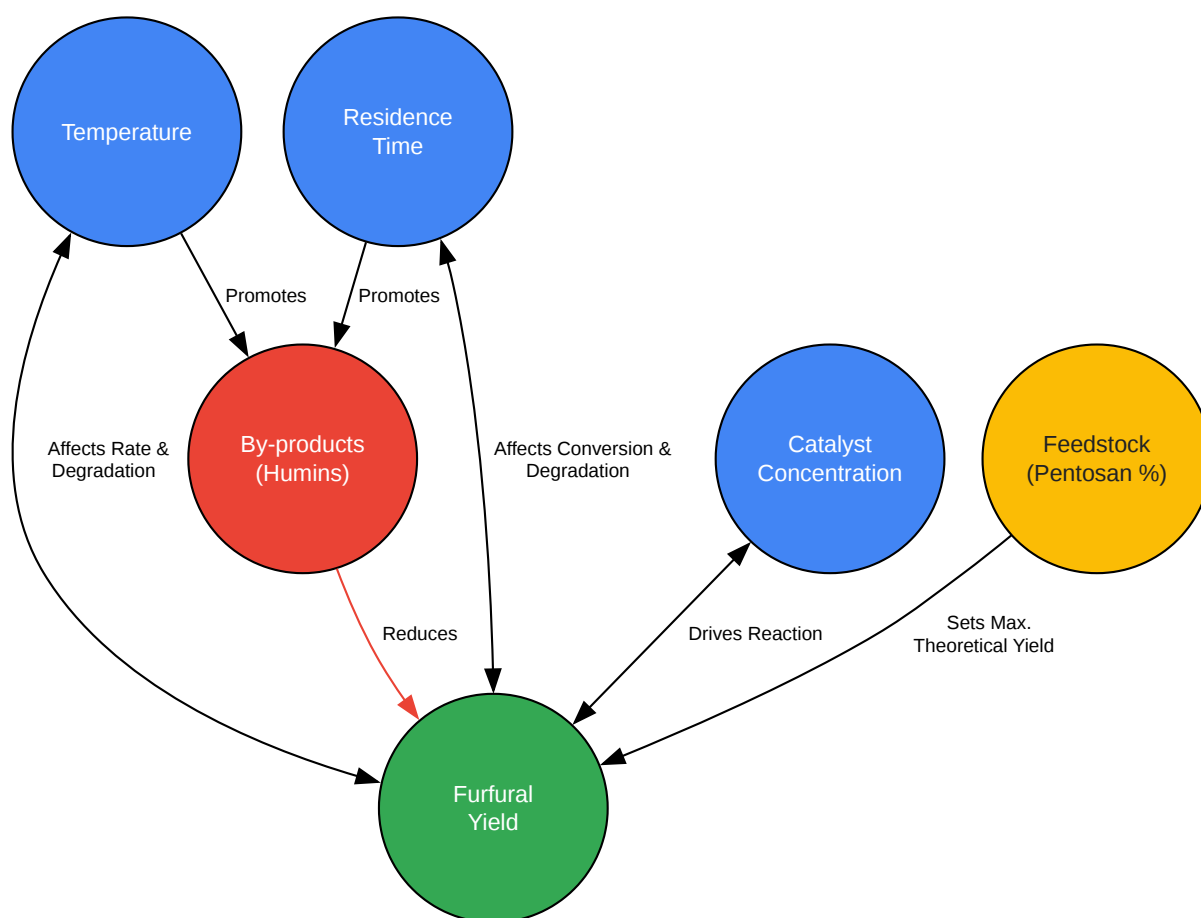 Temperature
Residence
Time
Promotes
Promotes
Affects Rate &
Degradation
By-products
(Humins)
Affects Conversion &
Degradation
Catalyst
Concentration
Feedstock
(Pentosan %)
Reduces
Drives Reaction
Sets Max.
Theoretical Yield
Furfural
Yield